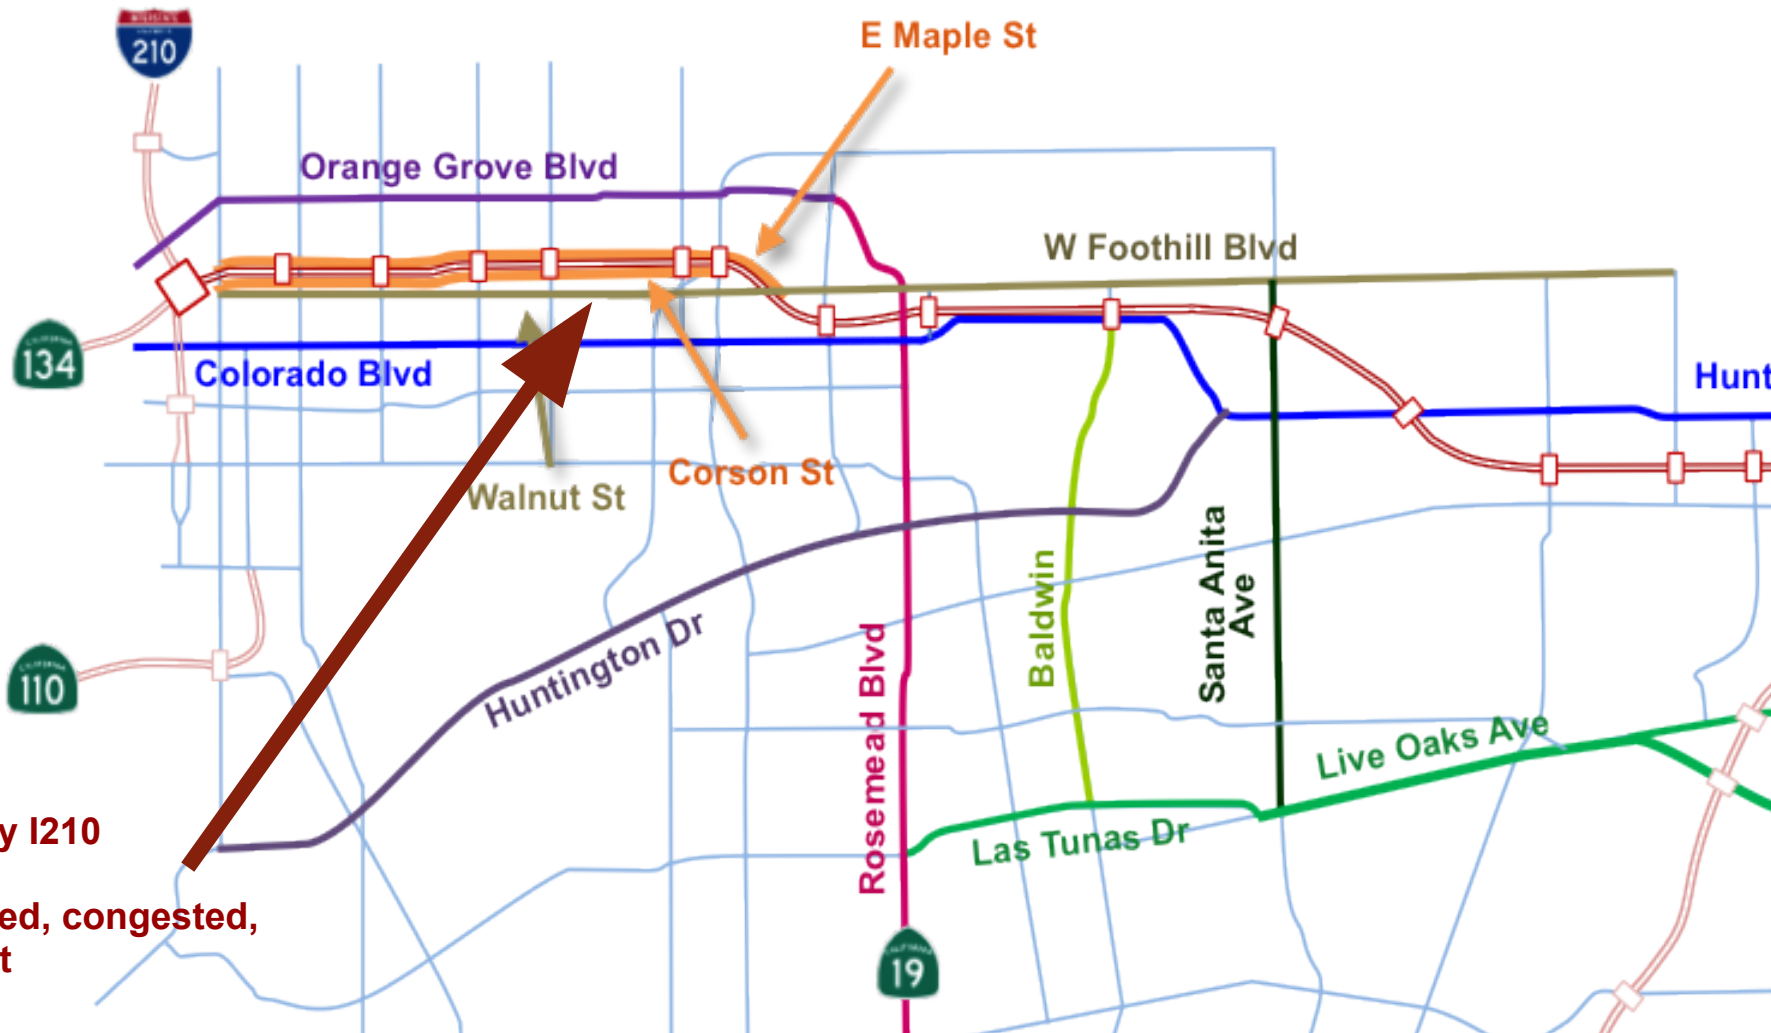 210
E Maple St
Orange Grove Blvd
W Foothill Blvd
134
Colorado Blvd
Hunt
Corson St
Walnut St
Santa Anita
Ave
Baldwin
Huntington Dr
Rosemead Blvd
110
Live Oaks Ave
Las Tunas Dr
y I210
ed, congested,
t
19